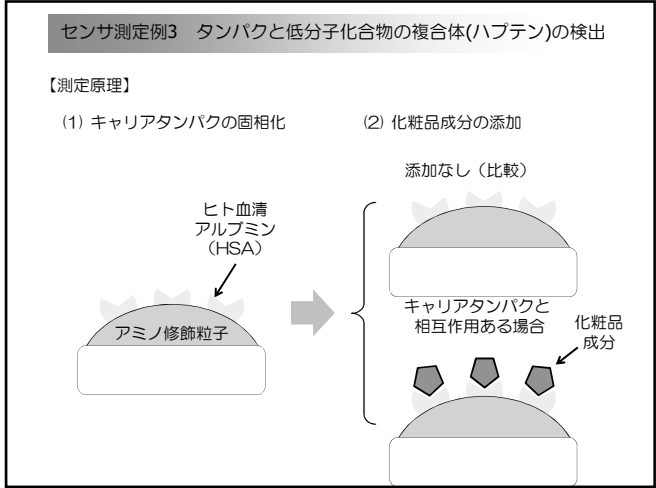 センサ測定例3　タンパクと低分子化合物の複合体(ハプテン)の検出
【測定原理】
(1) キャリアタンパクの固相化
(2) 化粧品成分の添加
添加なし（比較）
ヒト血清
アルブミン
（HSA）
アミノ修飾粒子
キャリアタンパクと
相互作用ある場合
化粧品
成分